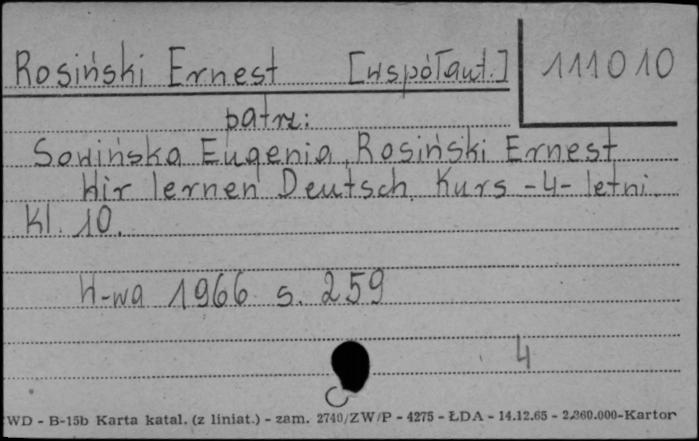 Rosiński Ernest [współaut.] 111010
patrz:
Sowińska Eugenia, Rosiński Ernest
Wir lernen Deutsch. Kurs -4- letni.
Kl. 10.
W-wa 1966 s. 259
4
WD - B-15b Karta katal. (z liniat.) - zam. 2740/ZW/P - 4275 - ŁDA - 14.12.65 - 2.360.000-Kartor